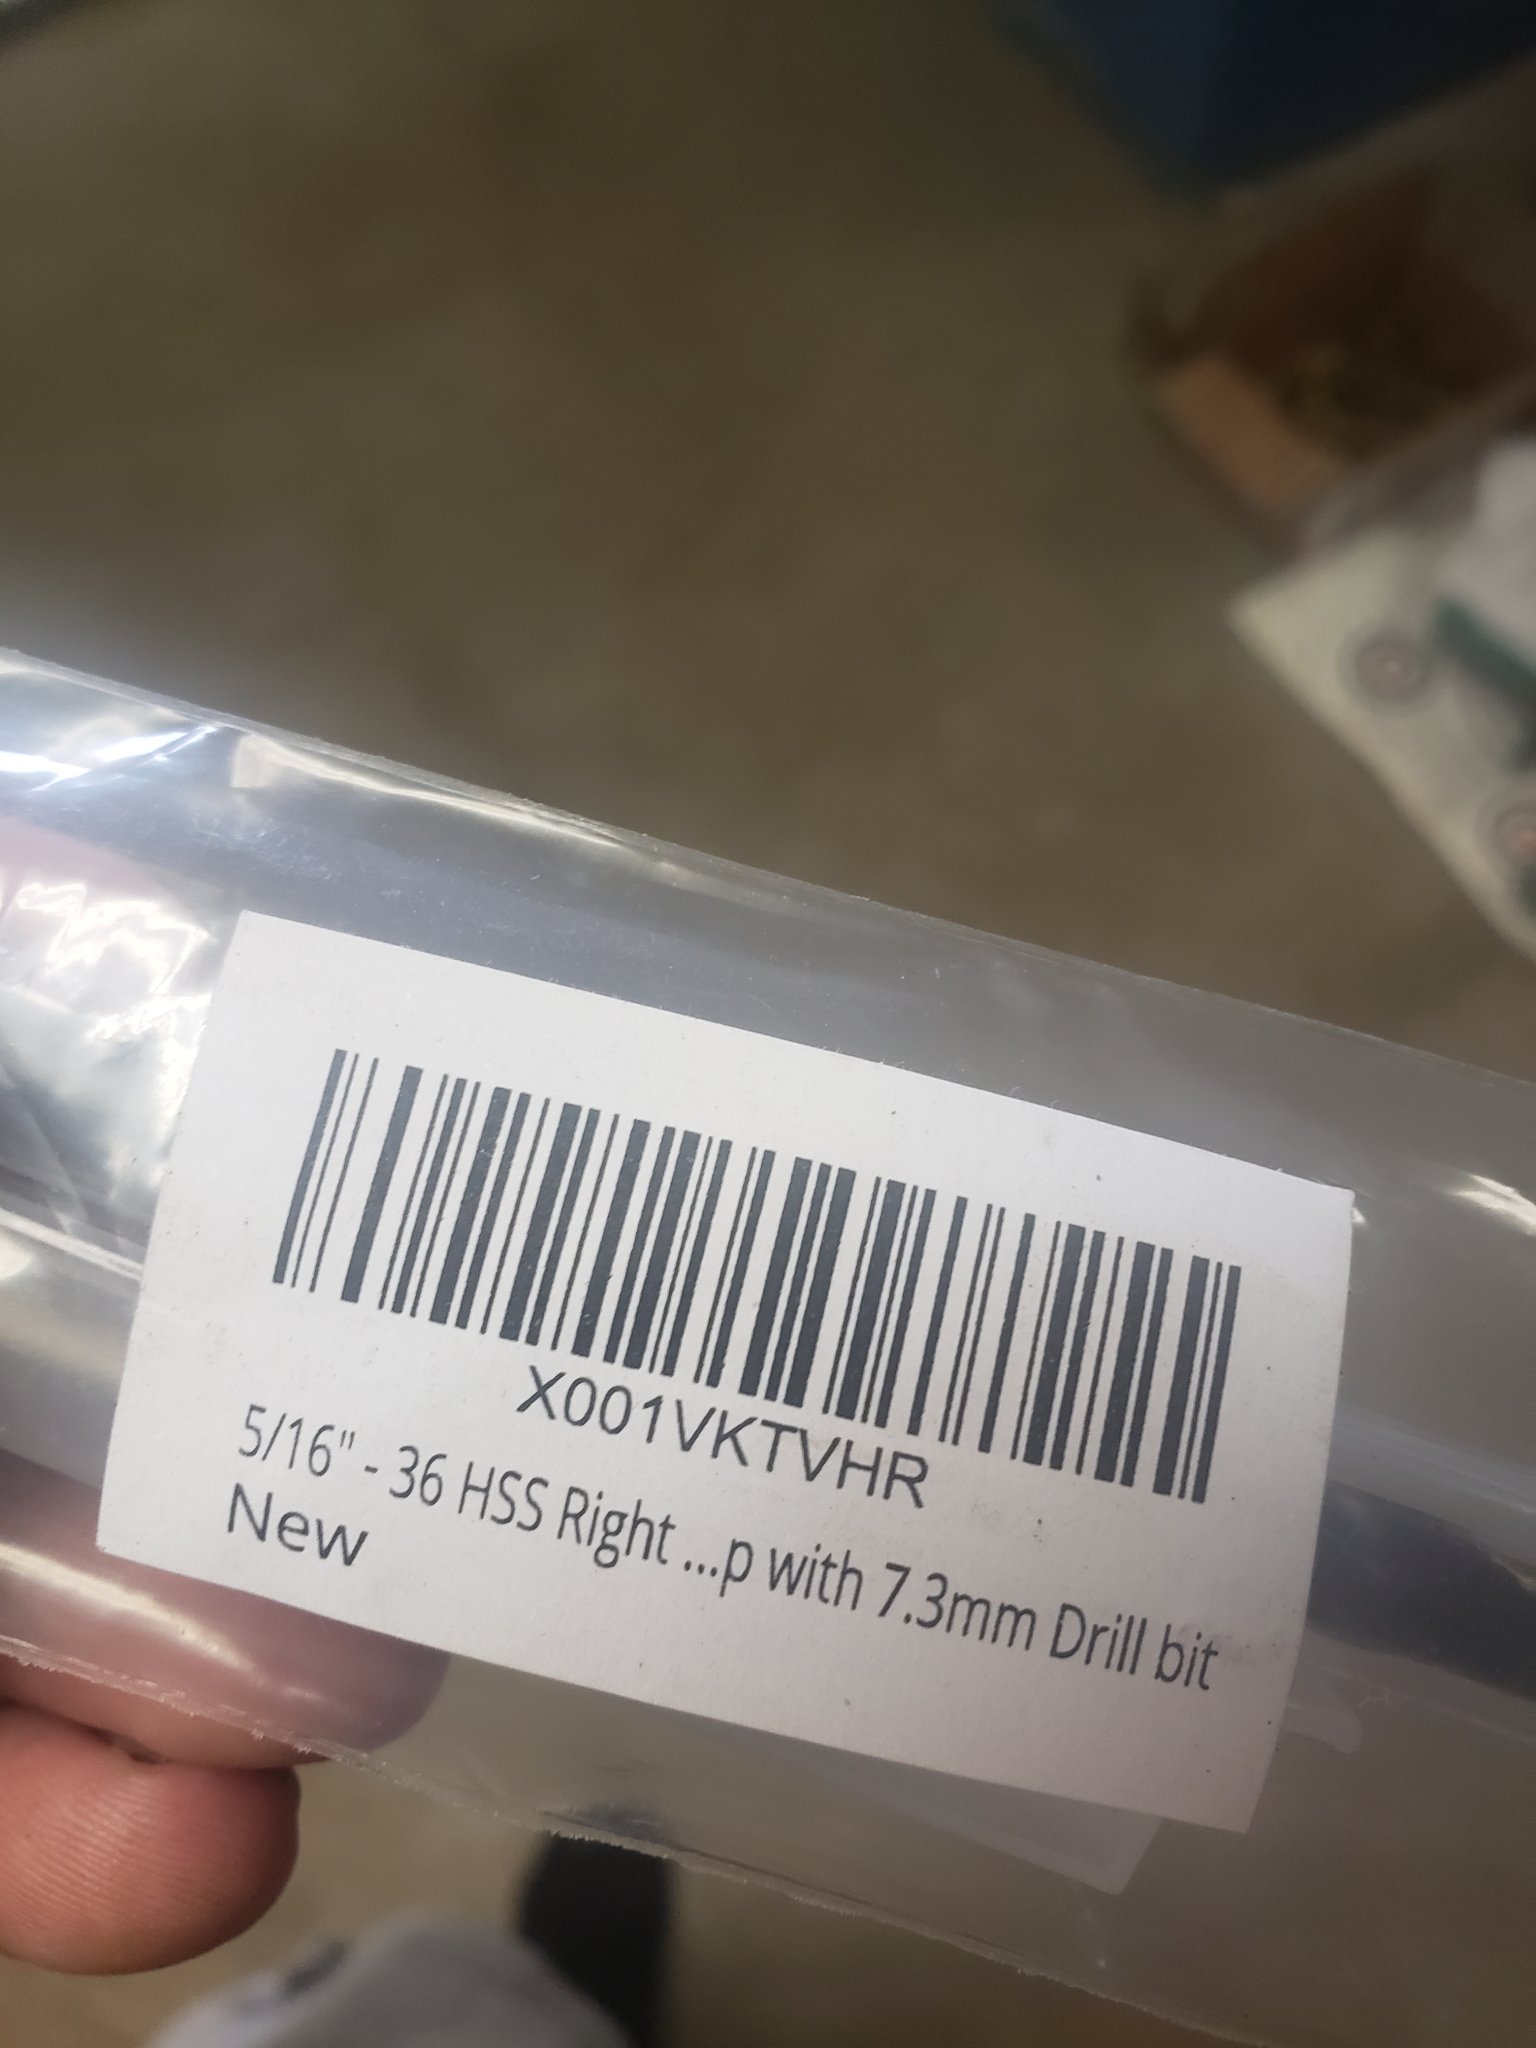 X001VKTVHR
5/16" - 36 HSS Right ...p with 7.3mm Drill bit
New